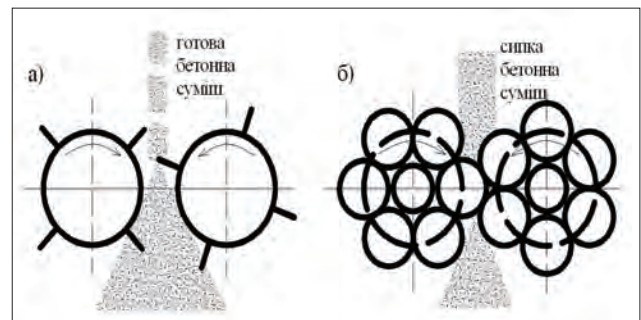 а)
готова
бетонна
суміш
б)
сипка
бетонна
суміш